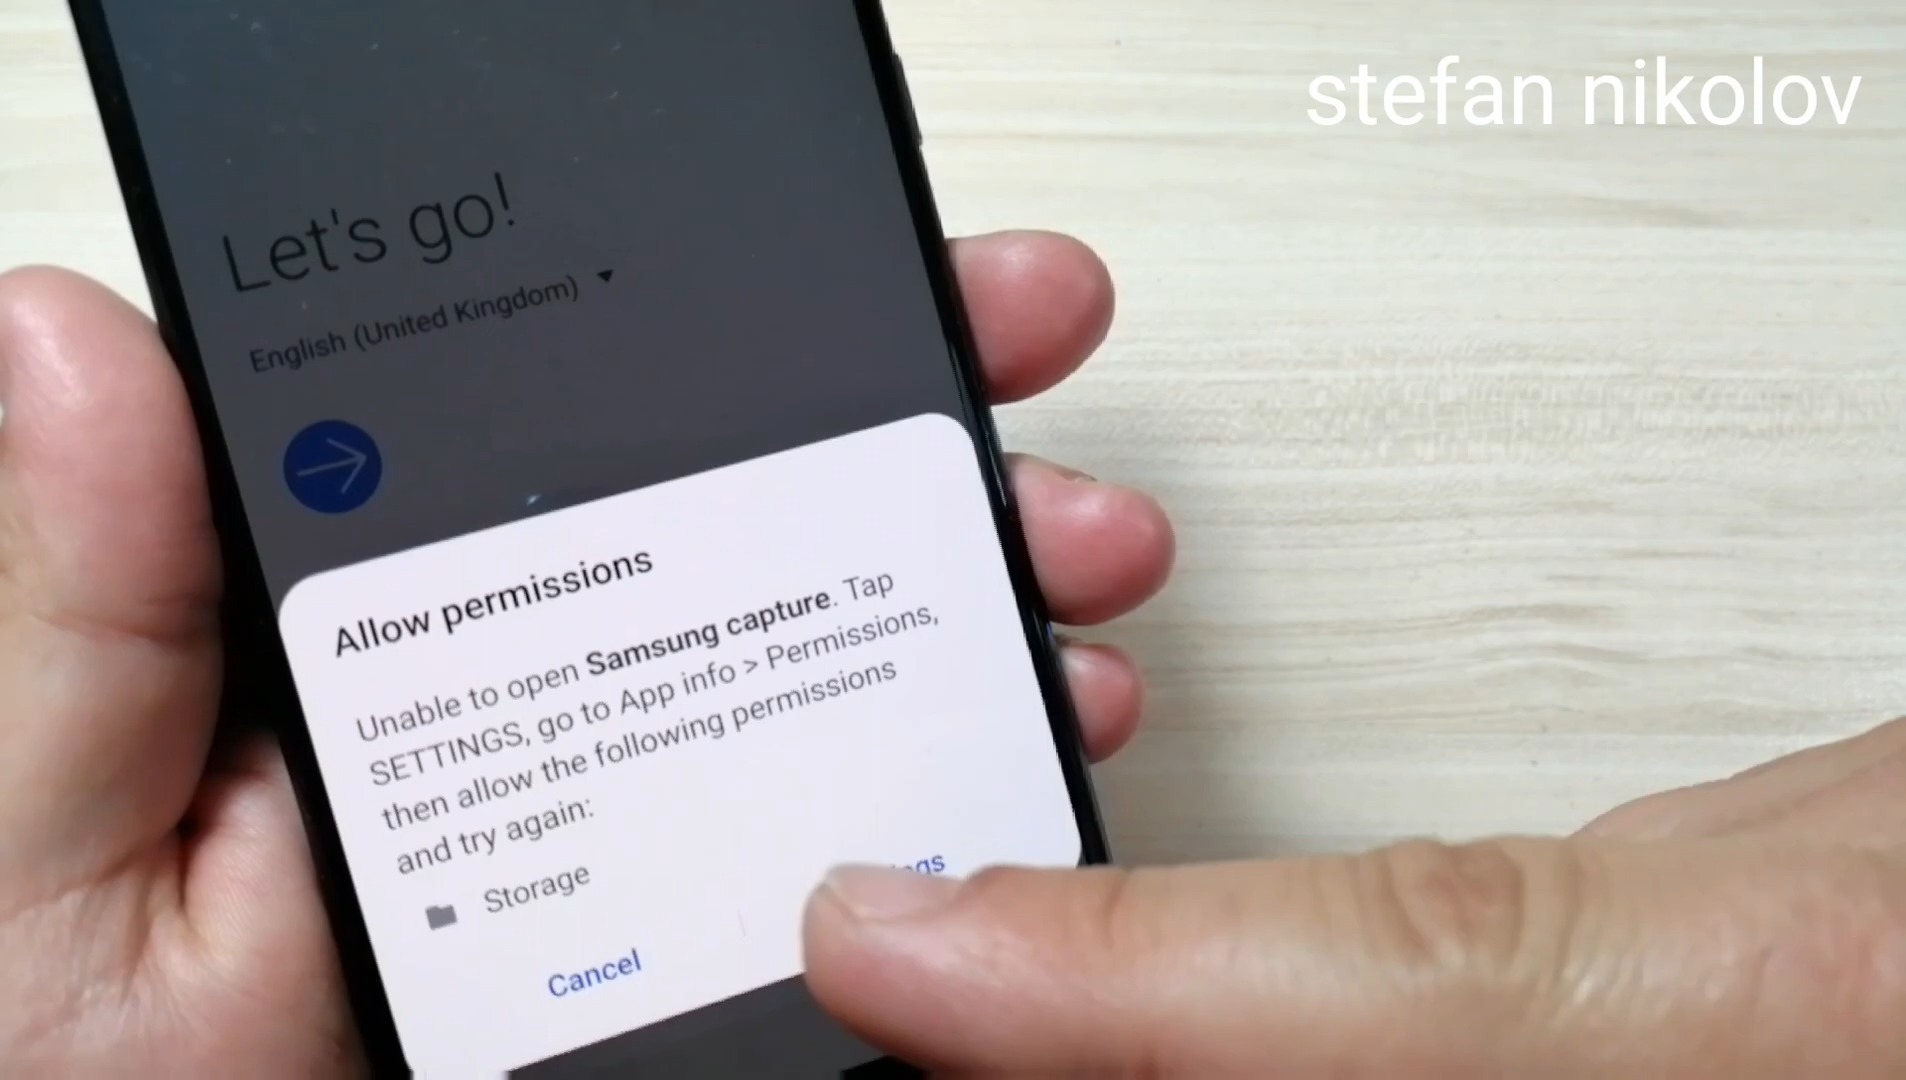 stefan nikolov
Let's go!
English (United Kingdom)
Allow permissions
Unable to open Samsung capture. Tap
SETTINGS, go to App info > Permissions,
then allow the following permissions
and try again:
Storage
Cancel